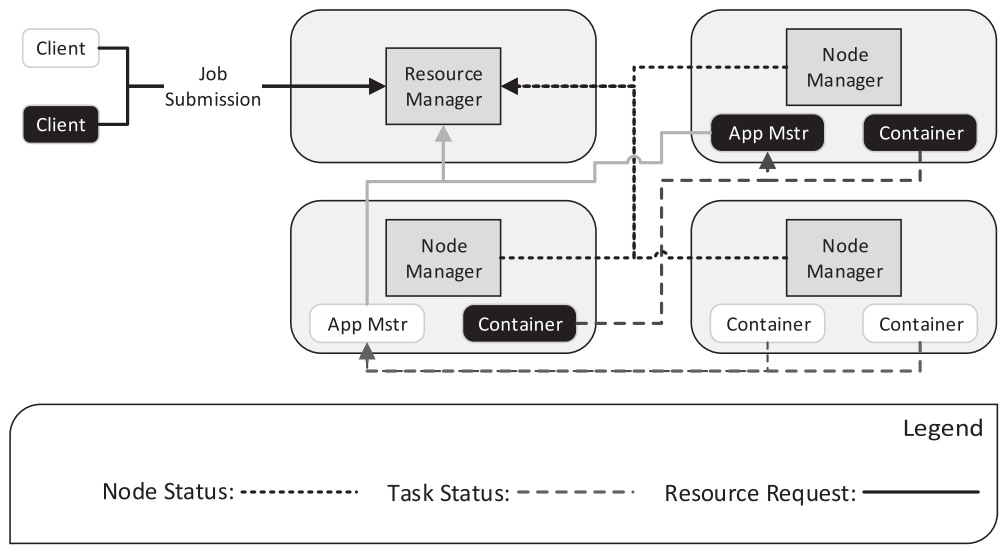 Client
Client
Job
Submission
Resource
Manager
Node
Manager
App Mstr
Container
Node
Manager
App Mstr
Container
Node
Manager
Container
Container
Legend
Node Status:
Task Status:
Resource Request: